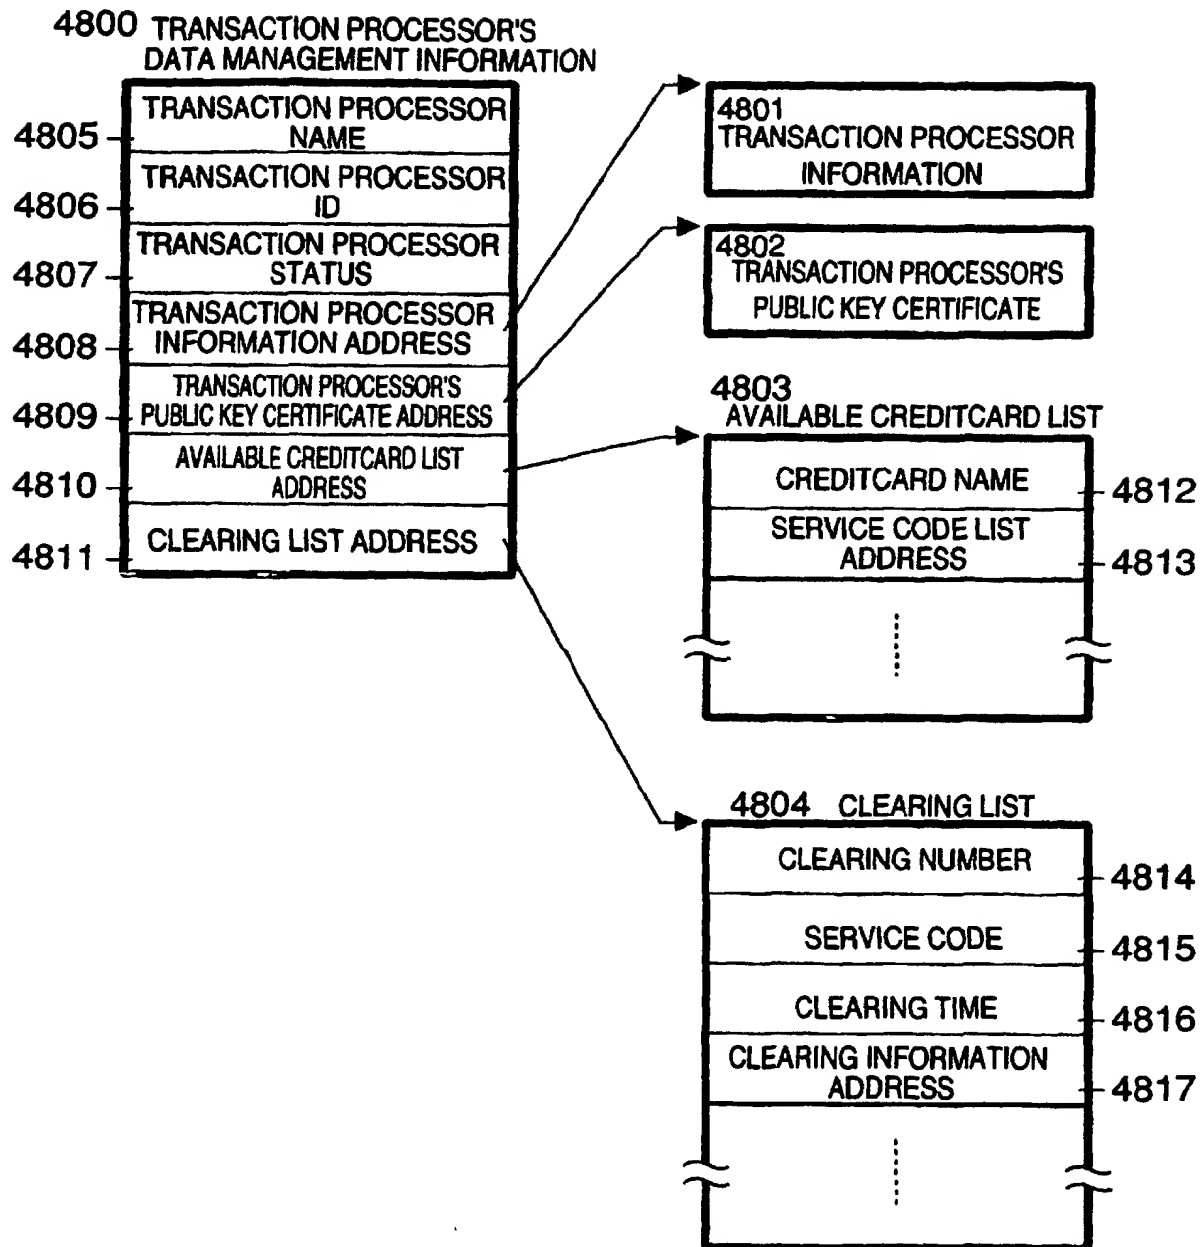 4800 TRANSACTION PROCESSOR'S
DATA MANAGEMENT INFORMATION
TRANSACTION PROCESSOR
NAME
4805
TRANSACTION PROCESSOR
ID
4806
TRANSACTION PROCESSOR
STATUS
4807
TRANSACTION PROCESSOR
INFORMATION ADDRESS
4808
TRANSACTION PROCESSOR'S
PUBLIC KEY CERTIFICATE ADDRESS
4809
AVAILABLE CREDITCARD LIST
ADDRESS
4810
CLEARING LIST ADDRESS
4811
4801
TRANSACTION PROCESSOR
INFORMATION
4802
TRANSACTION PROCESSOR'S
PUBLIC KEY CERTIFICATE
4803
AVAILABLE CREDITCARD LIST
CREDITCARD NAME
4812
SERVICE CODE LIST
ADDRESS
4813
4804 CLEARING LIST
CLEARING NUMBER
4814
SERVICE CODE
4815
CLEARING TIME
4816
CLEARING INFORMATION
ADDRESS
4817